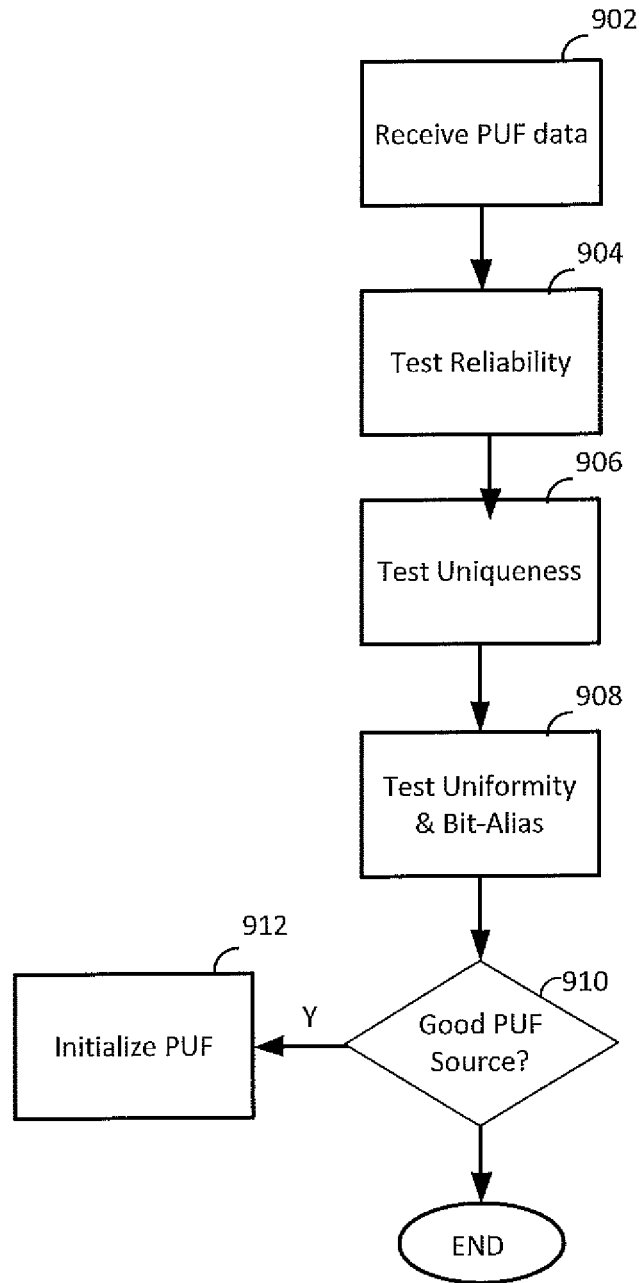 902
Receive PUF data
904
Test Reliability
906
Test Uniqueness
908
Test Uniformity
& Bit-Alias
910
Good PUF
Source?
Y
912
Initialize PUF
END